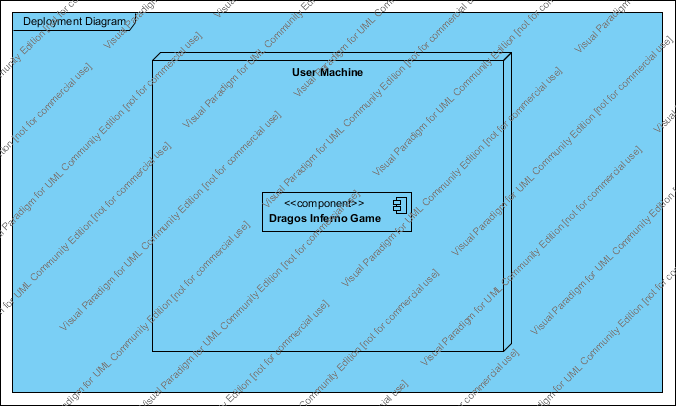 Deployment Diagram
User Machine
<<component>>
Dragos Inferno Game
Visual Paradigm for UML Community Edition [not for commercial use]